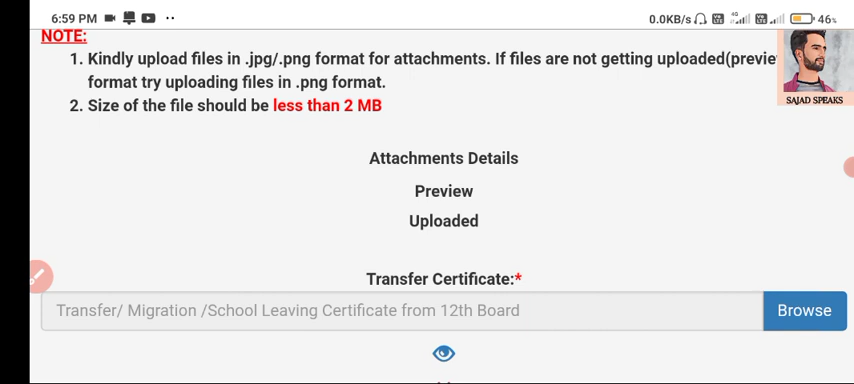 6:59 PM
0.0KB/s 4G 46%
NOTE:
1. Kindly upload files in .jpg/.png format for attachments. If files are not getting uploaded(previe
format try uploading files in .png format.
2. Size of the file should be less than 2 MB
SAJAD SPEAKS
Attachments Details
Preview
Uploaded
Transfer Certificate:*
Transfer/ Migration /School Leaving Certificate from 12th Board
Browse